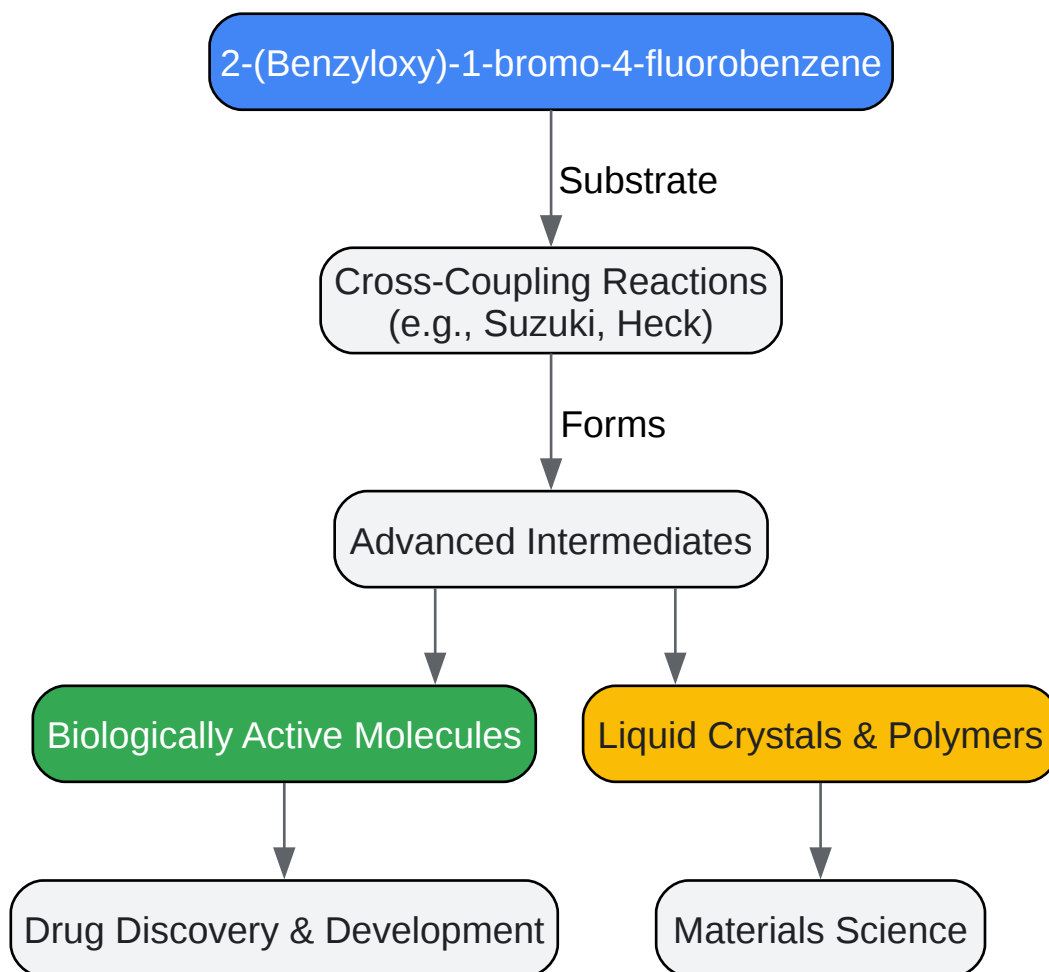 2-(Benzyloxy)-1-bromo-4-fluorobenzene
Substrate
Cross-Coupling Reactions
(e.g., Suzuki, Heck)
Forms
Advanced Intermediates
Biologically Active Molecules
Liquid Crystals & Polymers
Drug Discovery & Development
Materials Science